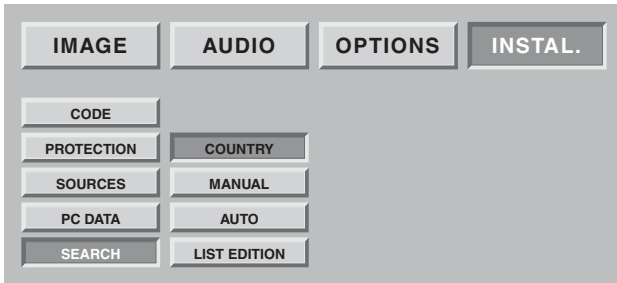 IMAGE AUDIO OPTIONS INSTAL.
CODE
PROTECTION COUNTRY
SOURCES MANUAL
PC DATA AUTO
SEARCH LIST EDITION